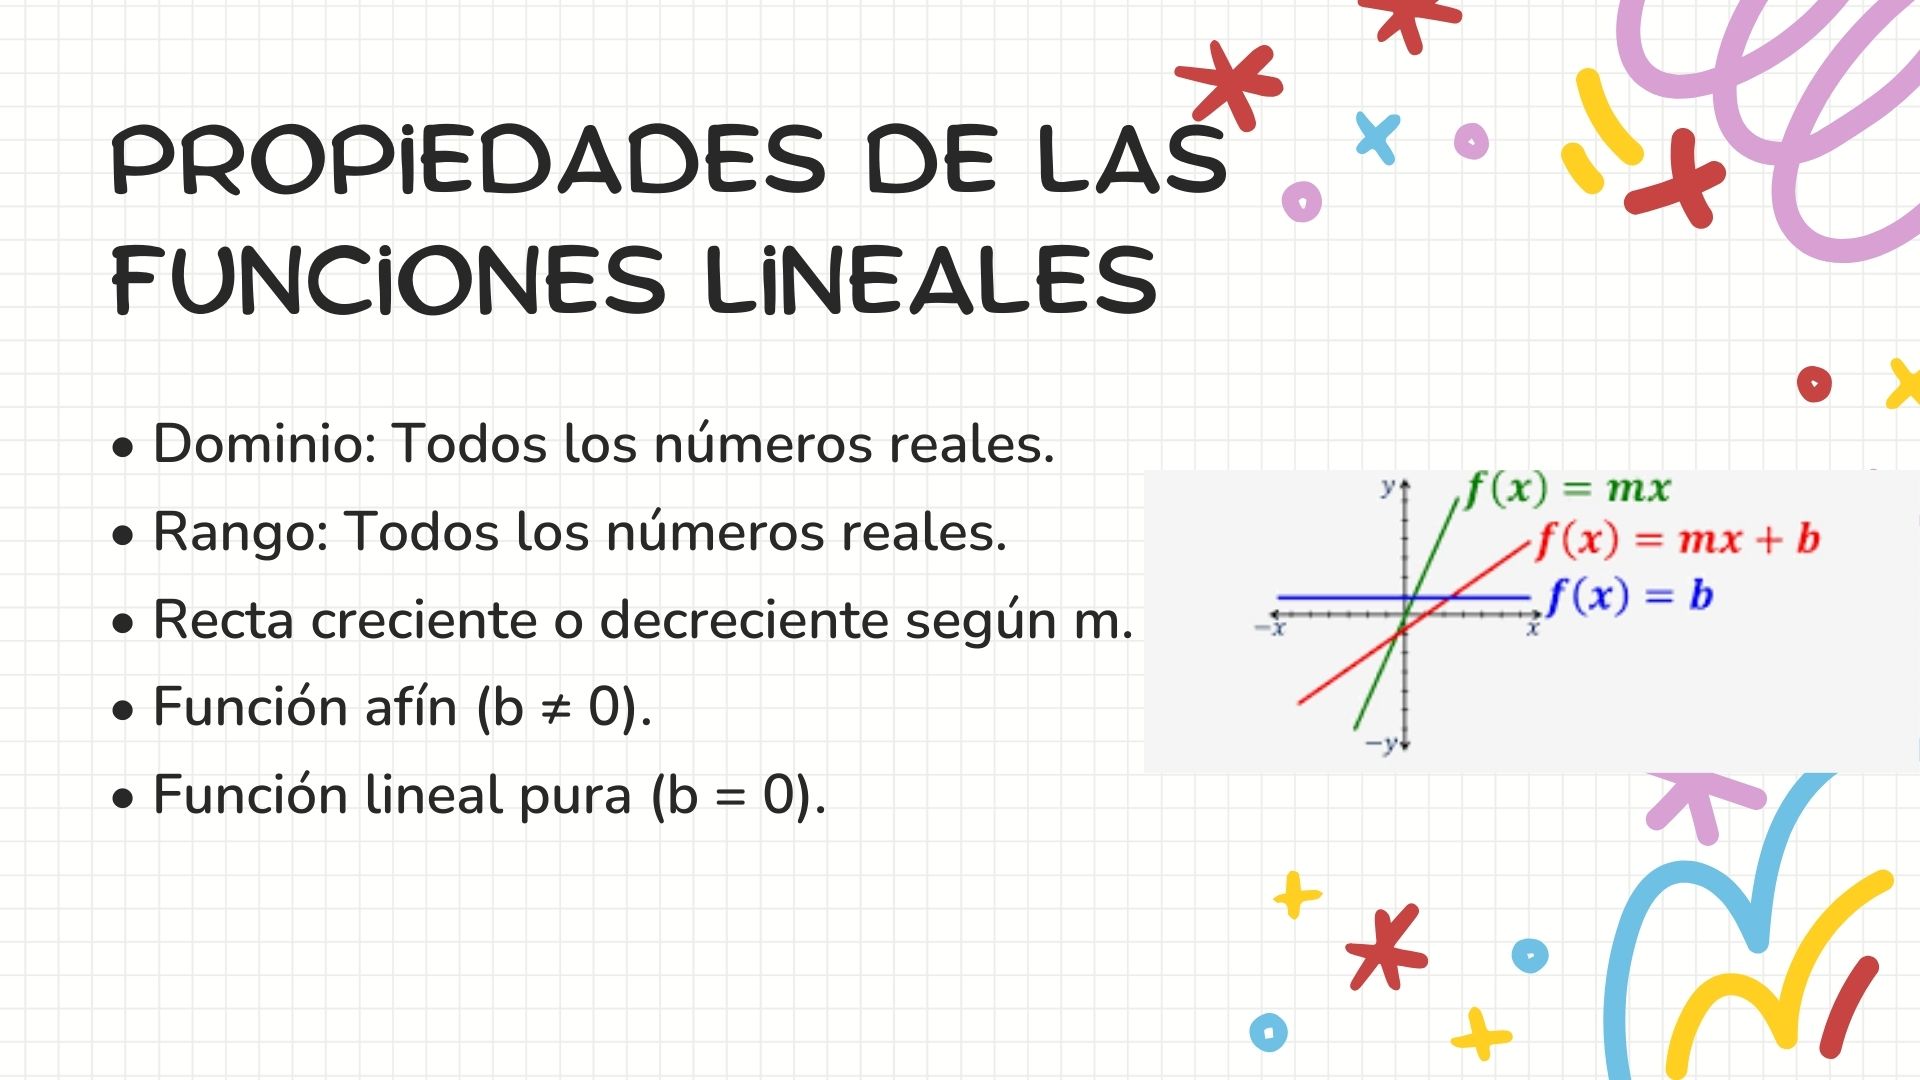 PROPiEDADES DE LAS
FUNCiONES LiNEALES
• Dominio: Todos los números reales.
• Rango: Todos los números reales.
• Recta creciente o decreciente según m.
• Función afín (b ≠ 0).
• Función lineal pura (b = 0).
y
f(x) = mx
f(x) = mx + b
f(x) = b
−x
x
−y